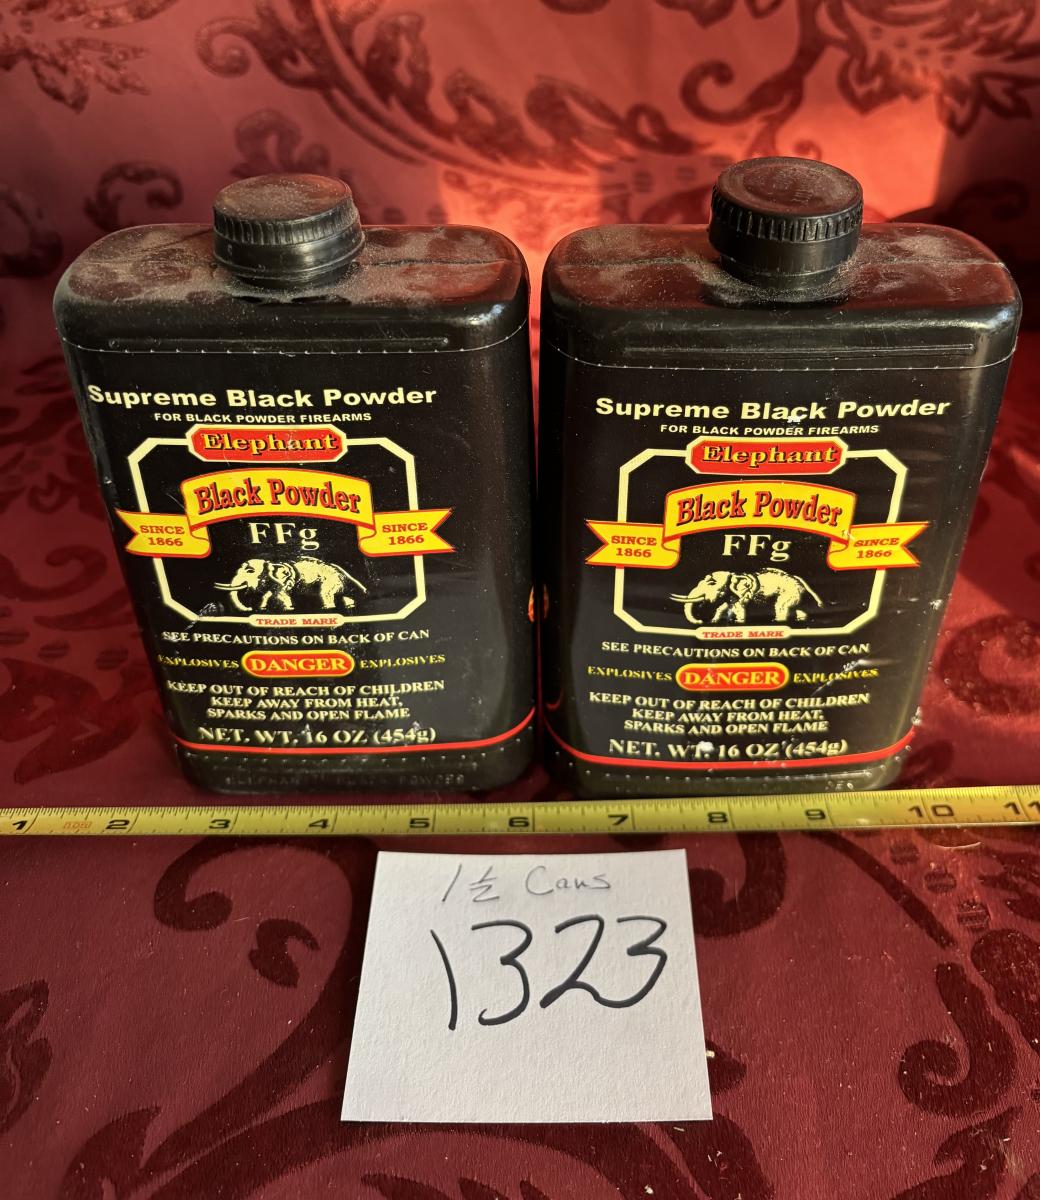 Supreme Black Powder
FOR BLACK POWDER FIREARMS
Elephant
Black Powder
SINCE
1866
SINCE
1866
FFg
TRADE MARK
SEE PRECAUTIONS ON BACK OF CAN
EXPLOSIVES DANGER EXPLOSIVES
KEEP OUT OF REACH OF CHILDREN
KEEP AWAY FROM HEAT,
SPARKS AND OPEN FLAME
NET. WT. 16 OZ (454g)
ELEPHANT BLACK POWDER
Supreme Black Powder
FOR BLACK POWDER FIREARMS
Elephant
Black Powder
SINCE
1866
SINCE
1866
FFg
TRADE MARK
SEE PRECAUTIONS ON BACK OF CAN
EXPLOSIVES DANGER EXPLOSIVES
KEEP OUT OF REACH OF CHILDREN
KEEP AWAY FROM HEAT,
SPARKS AND OPEN FLAME
NET. WT. 16 OZ (454g)
1 2 3 4 5 6 7 8 9 10 11
1 1/2 Cans
1323